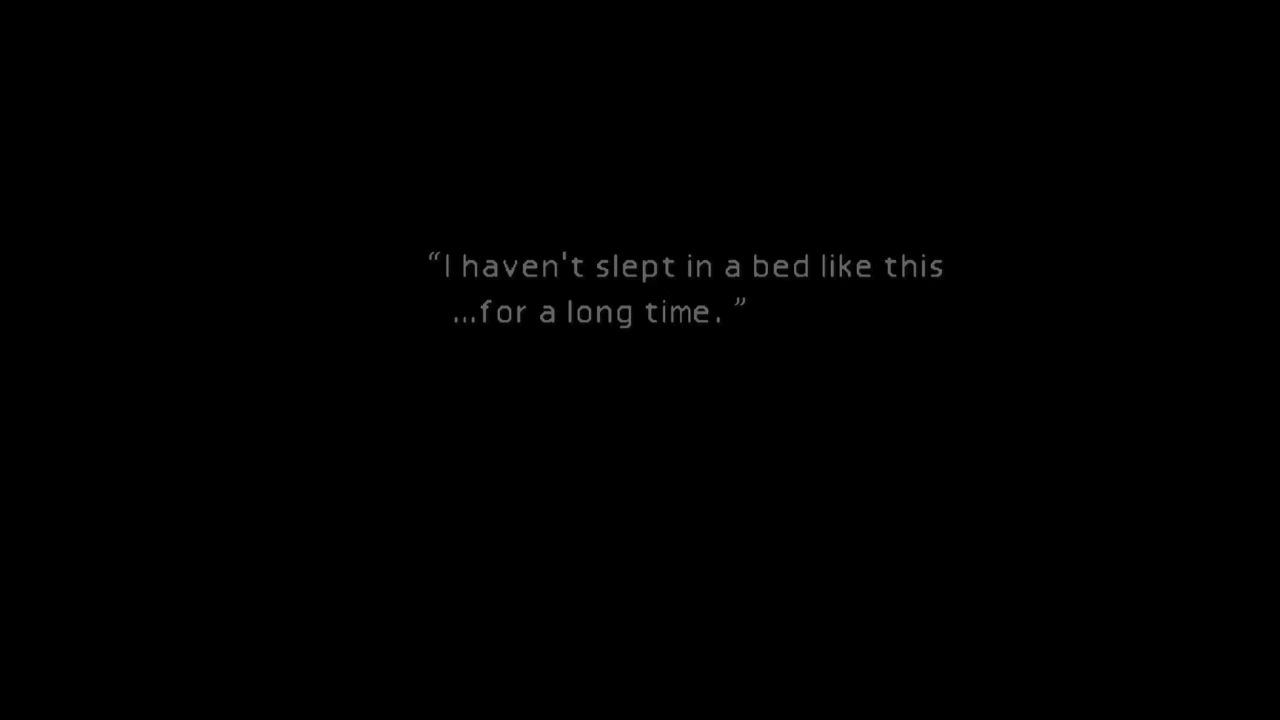 “I haven't slept in a bed like this
...for a long time. ”